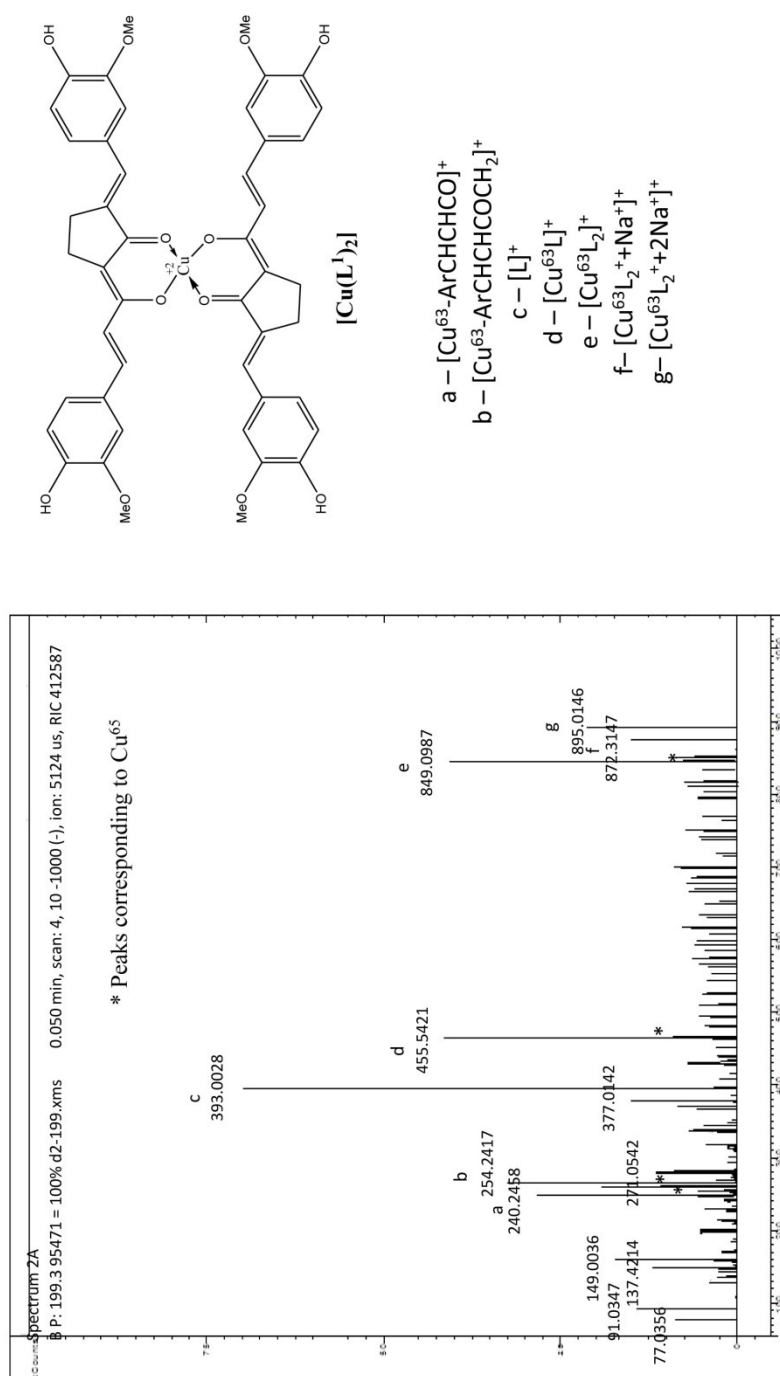 OH
OMe
OMe
OH
O
O
Cu
+2
O
O
HO
MeO
MeO
HO
[Cu(L¹)₂]
a – [Cu⁶³-ArCHCHCO]⁺
b – [Cu⁶³-ArCHCHCOCH₂]⁺
c – [L]⁺
d – [Cu⁶³L]⁺
e – [Cu⁶³L₂]⁺
f– [Cu⁶³L₂⁺+Na⁺]⁺
g– [Cu⁶³L₂⁺+2Na⁺]⁺
Spectrum 2A
B P: 199.3 95471 = 100% d2-199.xms 0.050 min, scan: 4, 10 -1000 (-), ion: 5124 us, RIC 412587
* Peaks corresponding to Cu⁶⁵
c
393.0028
e
849.0987
d
455.5421
g
895.0146
f
872.3147
b
254.2417
a
240.2458
377.0142
271.0542
149.0036
137.4214
91.0347
77.0356
*
*
*
*
0